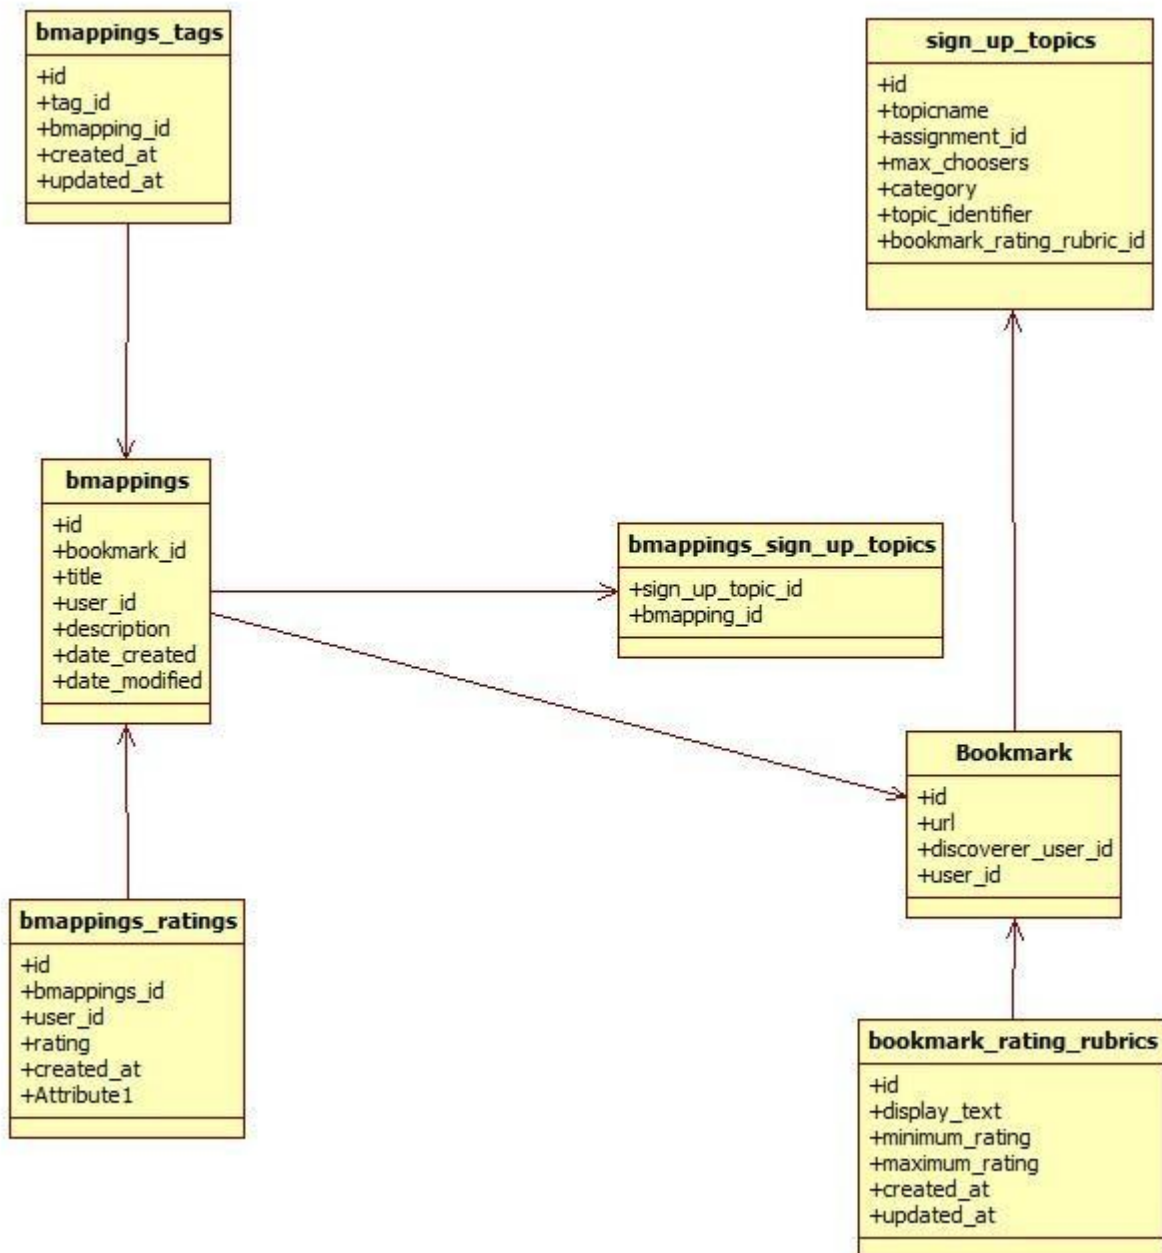 bmappings_tags
+id
+tag_id
+bmapping_id
+created_at
+updated_at
sign_up_topics
+id
+topicname
+assignment_id
+max_choosers
+category
+topic_identifier
+bookmark_rating_rubric_id
bmappings
+id
+bookmark_id
+title
+user_id
+description
+date_created
+date_modified
bmappings_sign_up_topics
+sign_up_topic_id
+bmapping_id
Bookmark
+id
+url
+discoverer_user_id
+user_id
bmappings_ratings
+id
+bmappings_id
+user_id
+rating
+created_at
+Attribute1
bookmark_rating_rubrics
+id
+display_text
+minimum_rating
+maximum_rating
+created_at
+updated_at